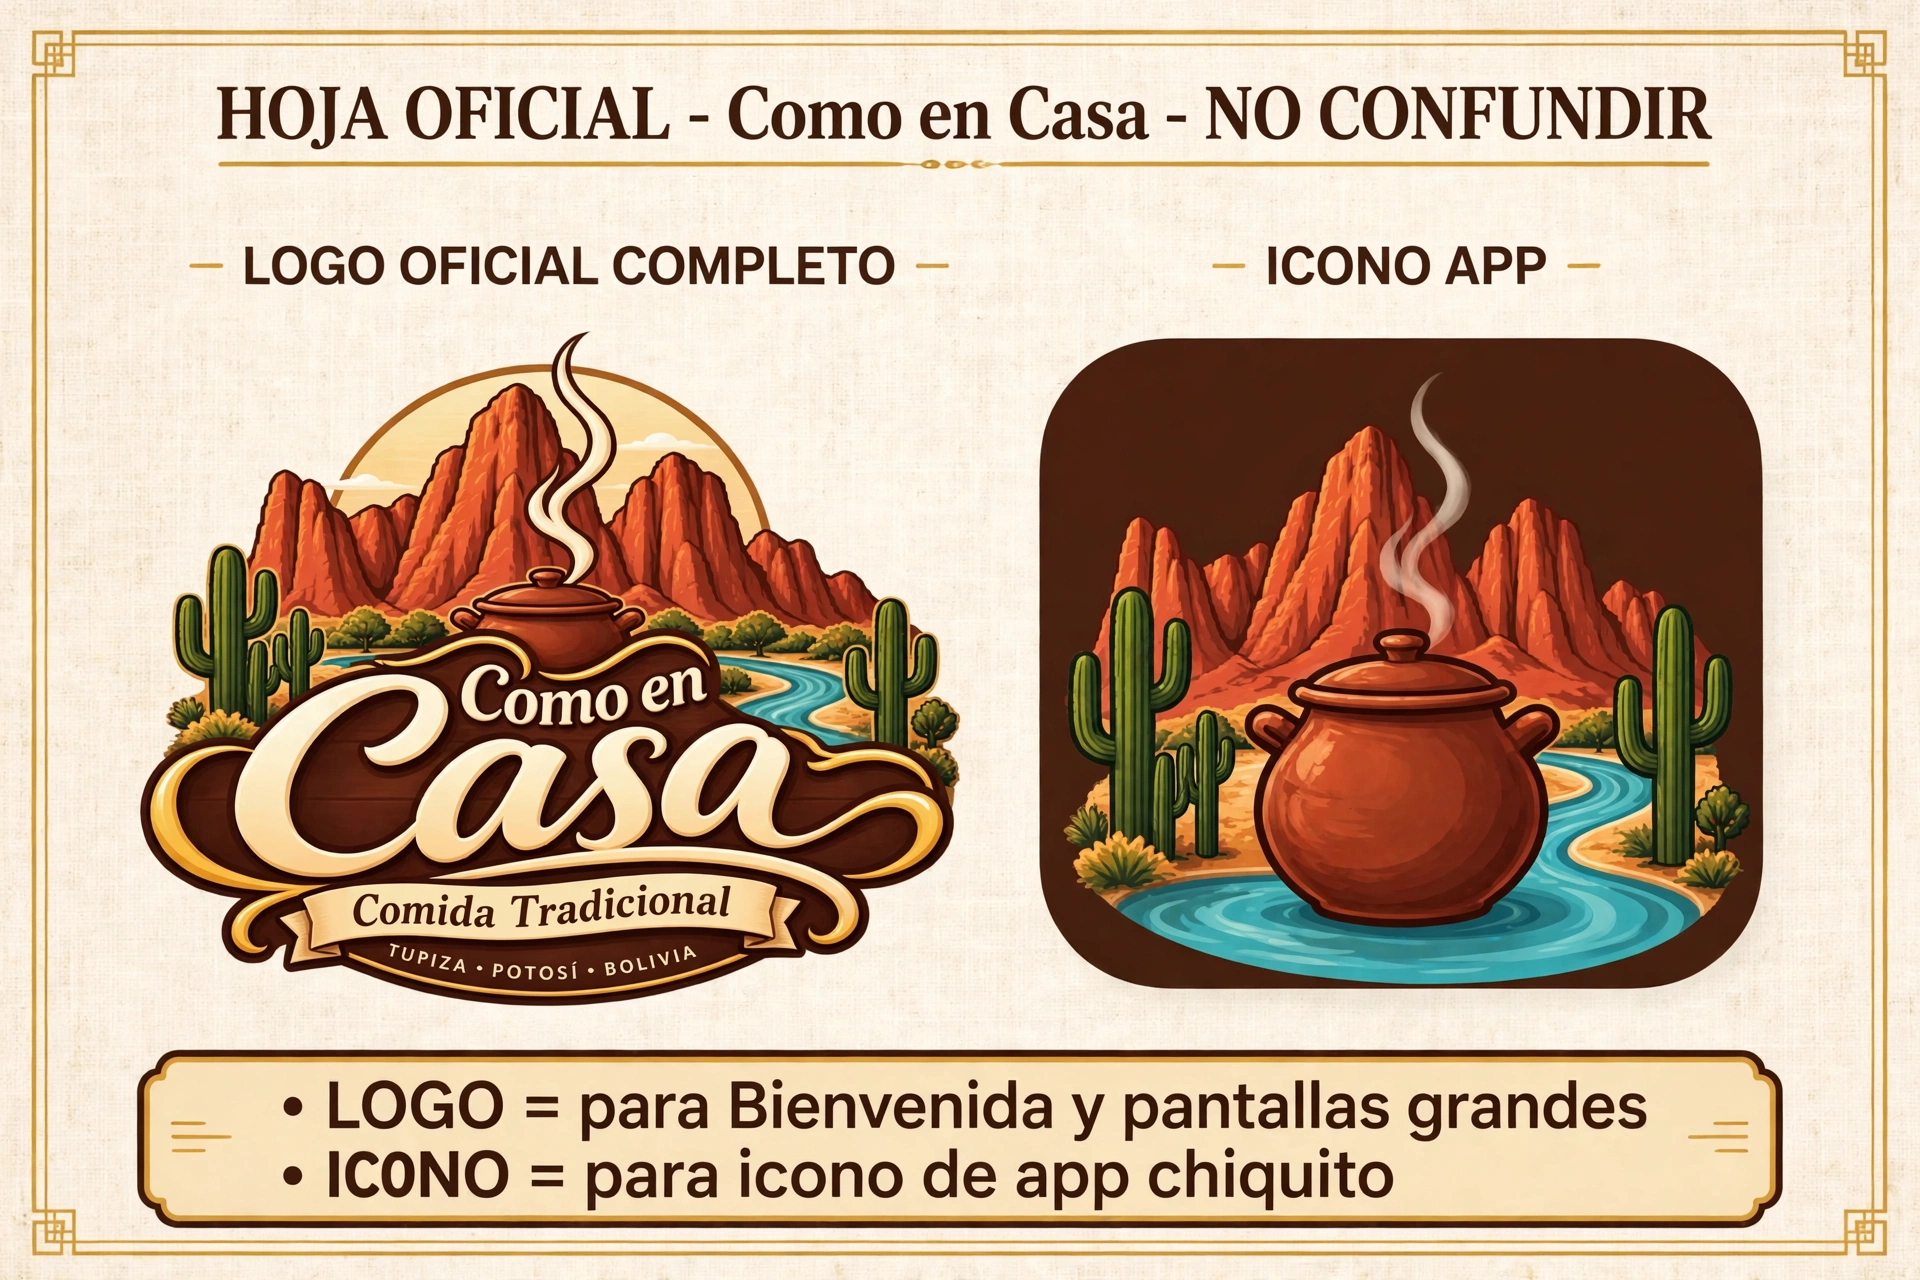 HOJA OFICIAL - Como en Casa - NO CONFUNDIR
LOGO OFICIAL COMPLETO
ICONO APP
Como en
Casa
Comida Tradicional
TUPIZA • POTOSÍ • BOLIVIA
• LOGO = para Bienvenida y pantallas grandes
• IC0NO = para icono de app chiquito